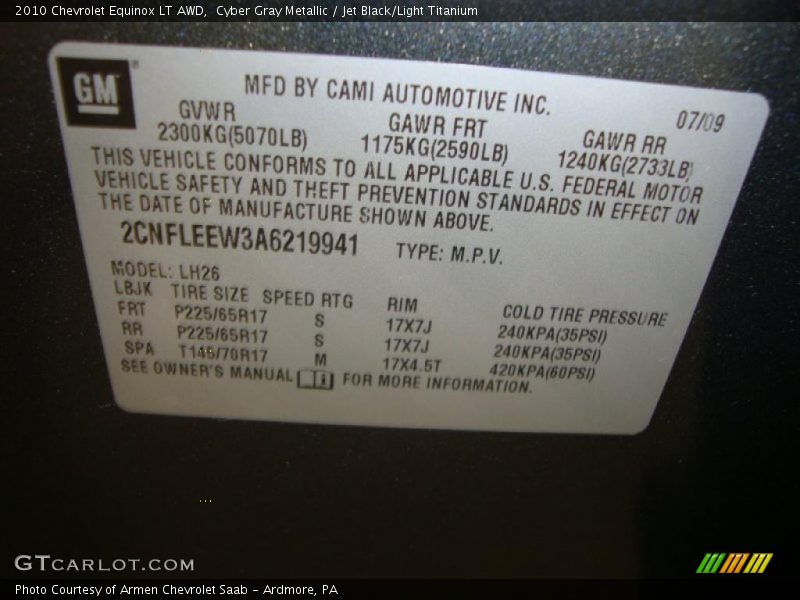 2010 Chevrolet Equinox LT AWD, Cyber Gray Metallic / Jet Black/Light Titanium
GM
MFD BY CAMI AUTOMOTIVE INC.
07/09
GVWR GAWR FRT GAWR RR
2300KG(5070LB) 1175KG(2590LB) 1240KG(2733LB)
THIS VEHICLE CONFORMS TO ALL APPLICABLE U.S. FEDERAL MOTOR
VEHICLE SAFETY AND THEFT PREVENTION STANDARDS IN EFFECT ON
THE DATE OF MANUFACTURE SHOWN ABOVE.
2CNFLEEW3A6219941 TYPE: M.P.V.
MODEL: LH26
LBJK TIRE SIZE SPEED RTG RIM COLD TIRE PRESSURE
FRT P225/65R17 S 17X7J 240KPA(35PSI)
RR P225/65R17 S 17X7J 240KPA(35PSI)
SPA T145/70R17 M 17X4.5T 420KPA(60PSI)
SEE OWNER'S MANUAL FOR MORE INFORMATION.
GTCARLOT.COM
Photo Courtesy of Armen Chevrolet Saab - Ardmore, PA